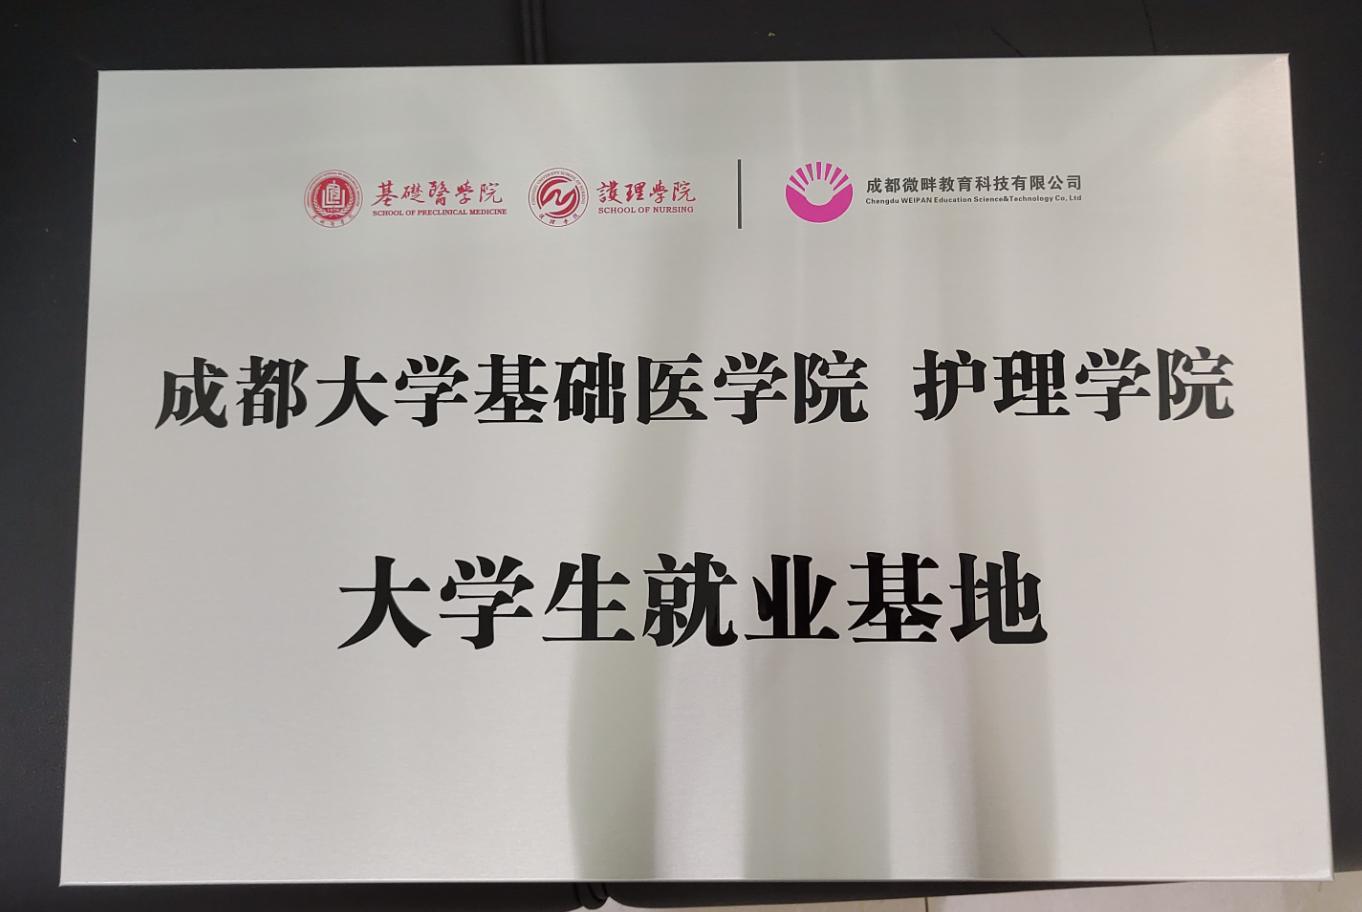 基礎醫學院
SCHOOL OF PRECLINICAL MEDICINE
護理學院
SCHOOL OF NURSING
成都微畔教育科技有限公司
Chengdu WEIPAN Education Science&Technology Co, Ltd
成都大学基础医学院 护理学院
大学生就业基地